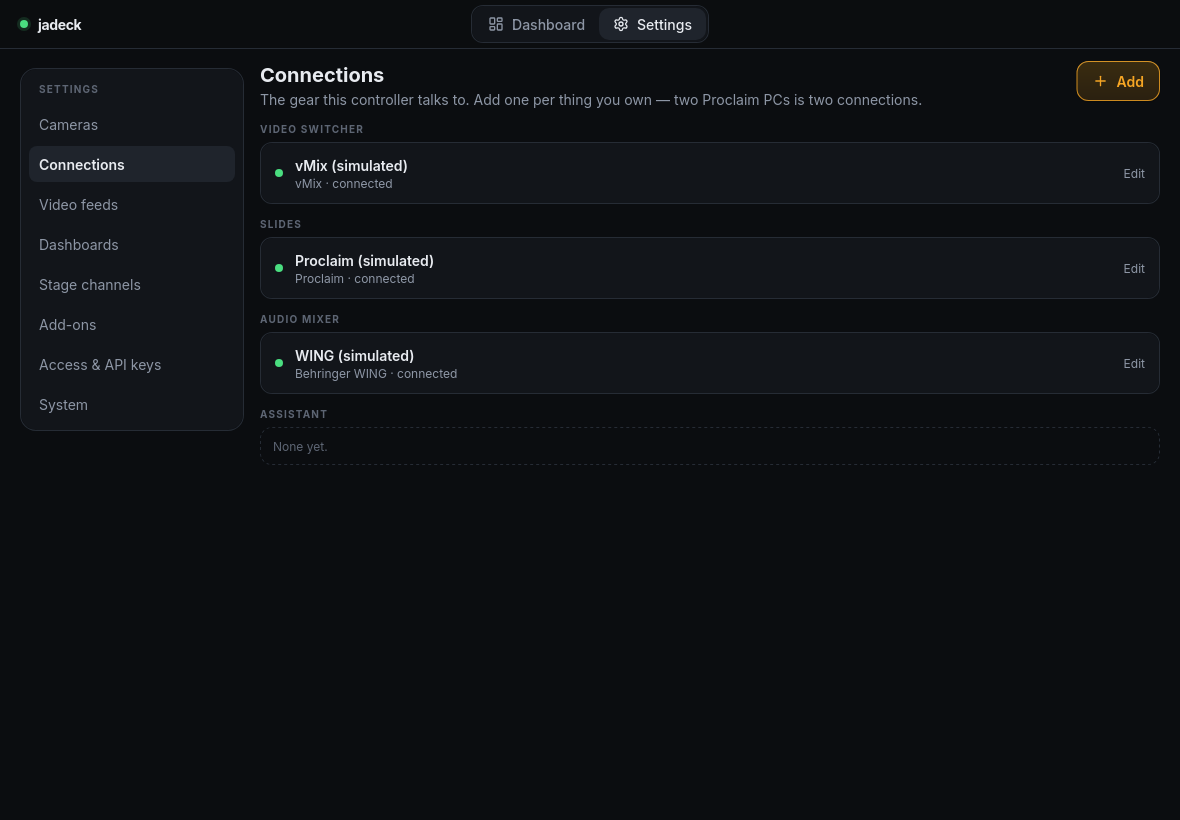 jadeck
Dashboard
Settings
SETTINGS
Cameras
Connections
Video feeds
Dashboards
Stage channels
Add-ons
Access & API keys
System
Connections
The gear this controller talks to. Add one per thing you own — two Proclaim PCs is two connections.
+ Add
VIDEO SWITCHER
vMix (simulated)
vMix · connected
Edit
SLIDES
Proclaim (simulated)
Proclaim · connected
Edit
AUDIO MIXER
WING (simulated)
Behringer WING · connected
Edit
ASSISTANT
None yet.